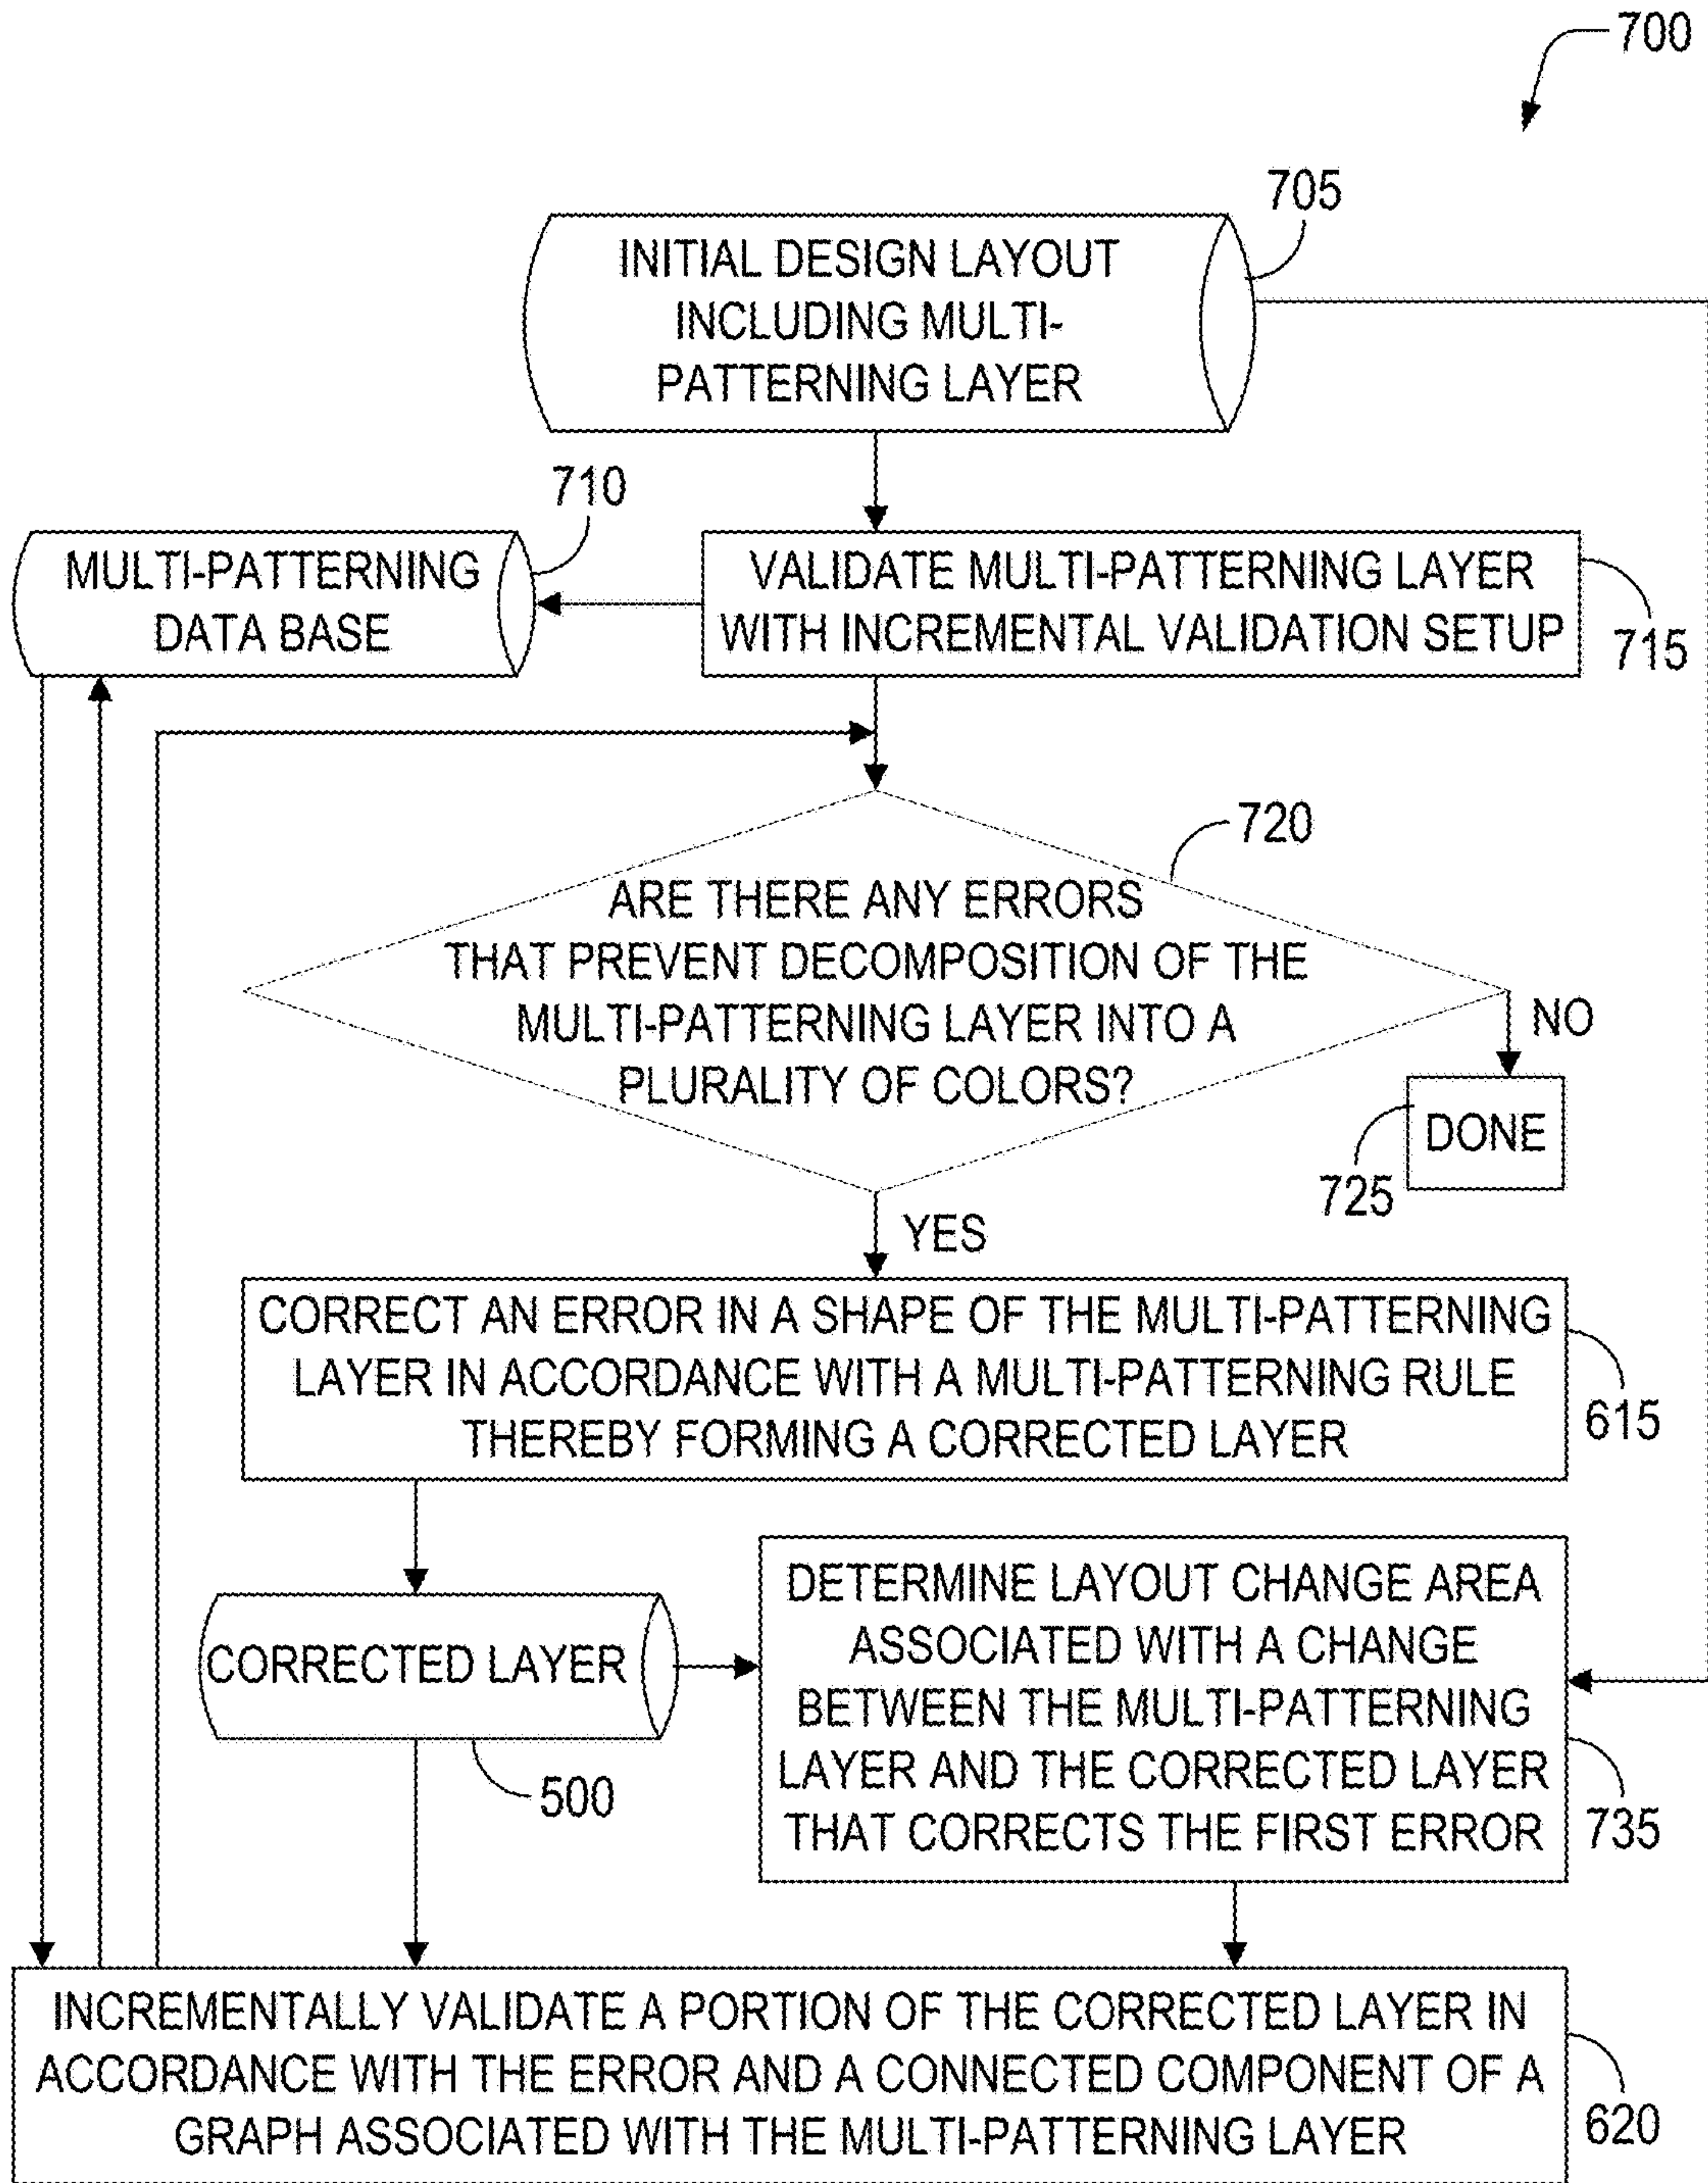 700
705
INITIAL DESIGN LAYOUT
INCLUDING MULTI-
PATTERNING LAYER
710
MULTI-PATTERNING
DATA BASE
VALIDATE MULTI-PATTERNING LAYER
WITH INCREMENTAL VALIDATION SETUP
715
720
ARE THERE ANY ERRORS
THAT PREVENT DECOMPOSITION OF THE
MULTI-PATTERNING LAYER INTO A
PLURALITY OF COLORS?
NO
DONE
725
YES
CORRECT AN ERROR IN A SHAPE OF THE MULTI-PATTERNING
LAYER IN ACCORDANCE WITH A MULTI-PATTERNING RULE
THEREBY FORMING A CORRECTED LAYER
615
CORRECTED LAYER
500
DETERMINE LAYOUT CHANGE AREA
ASSOCIATED WITH A CHANGE
BETWEEN THE MULTI-PATTERNING
LAYER AND THE CORRECTED LAYER
THAT CORRECTS THE FIRST ERROR
735
INCREMENTALLY VALIDATE A PORTION OF THE CORRECTED LAYER IN
ACCORDANCE WITH THE ERROR AND A CONNECTED COMPONENT OF A
GRAPH ASSOCIATED WITH THE MULTI-PATTERNING LAYER
620